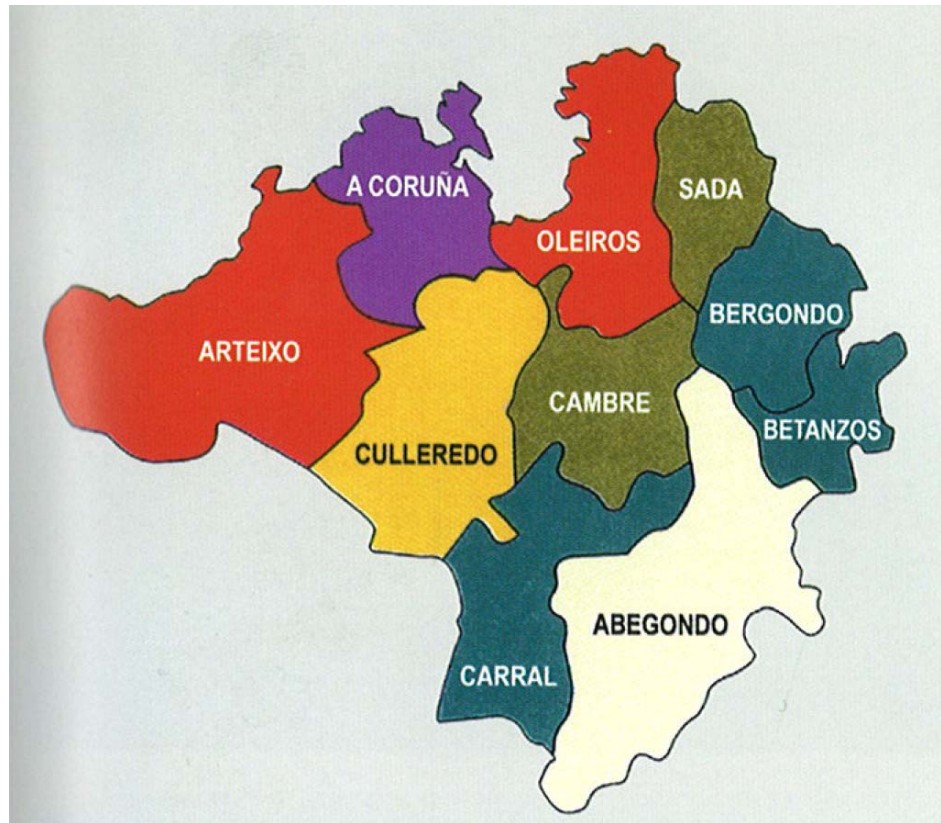 A CORUÑA
SADA
OLEIROS
BERGONDO
ARTEIXO
CAMBRE
BETANZOS
CULLEREDO
ABEGONDO
CARRAL